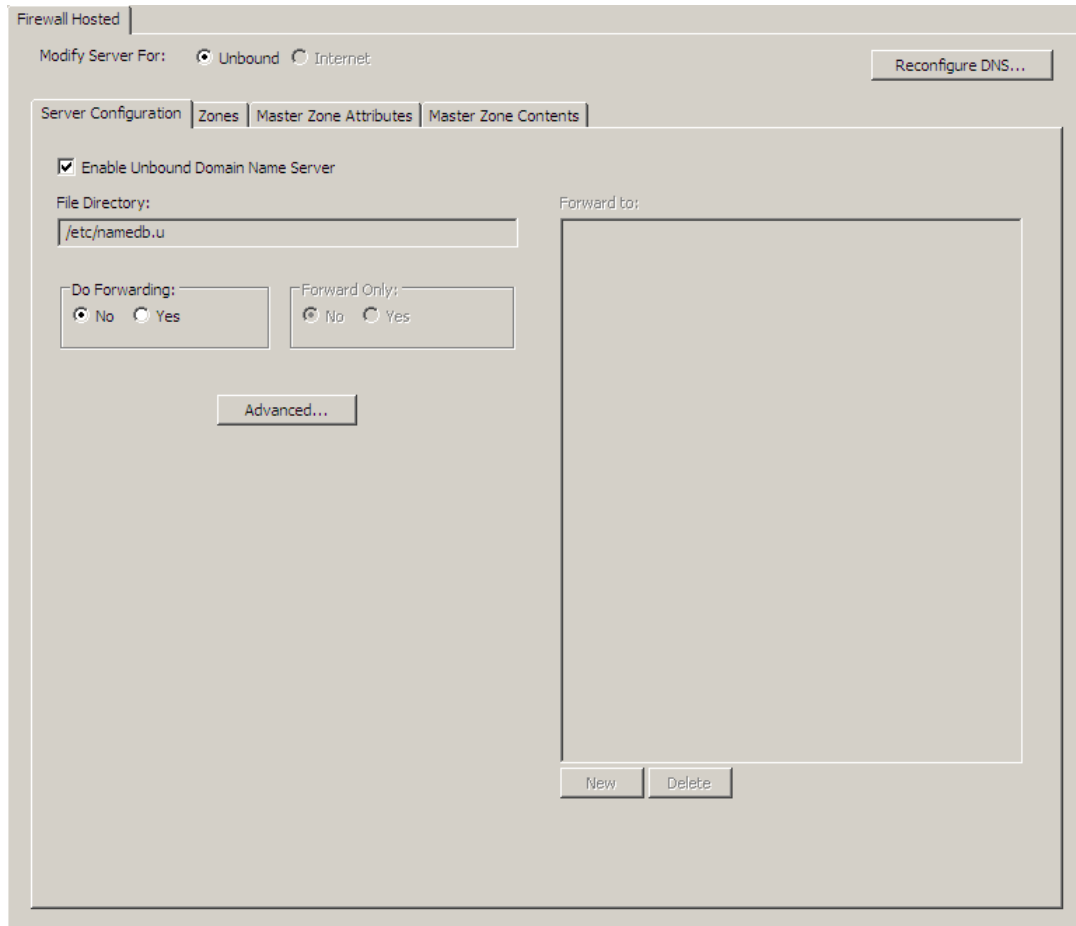 Firewall Hosted
Modify Server For: Unbound Internet
Reconfigure DNS...
Server Configuration Zones Master Zone Attributes Master Zone Contents
Enable Unbound Domain Name Server
File Directory:
/etc/namedb.u
Do Forwarding: Forward Only:
No Yes No Yes
Advanced...
Forward to:
New Delete